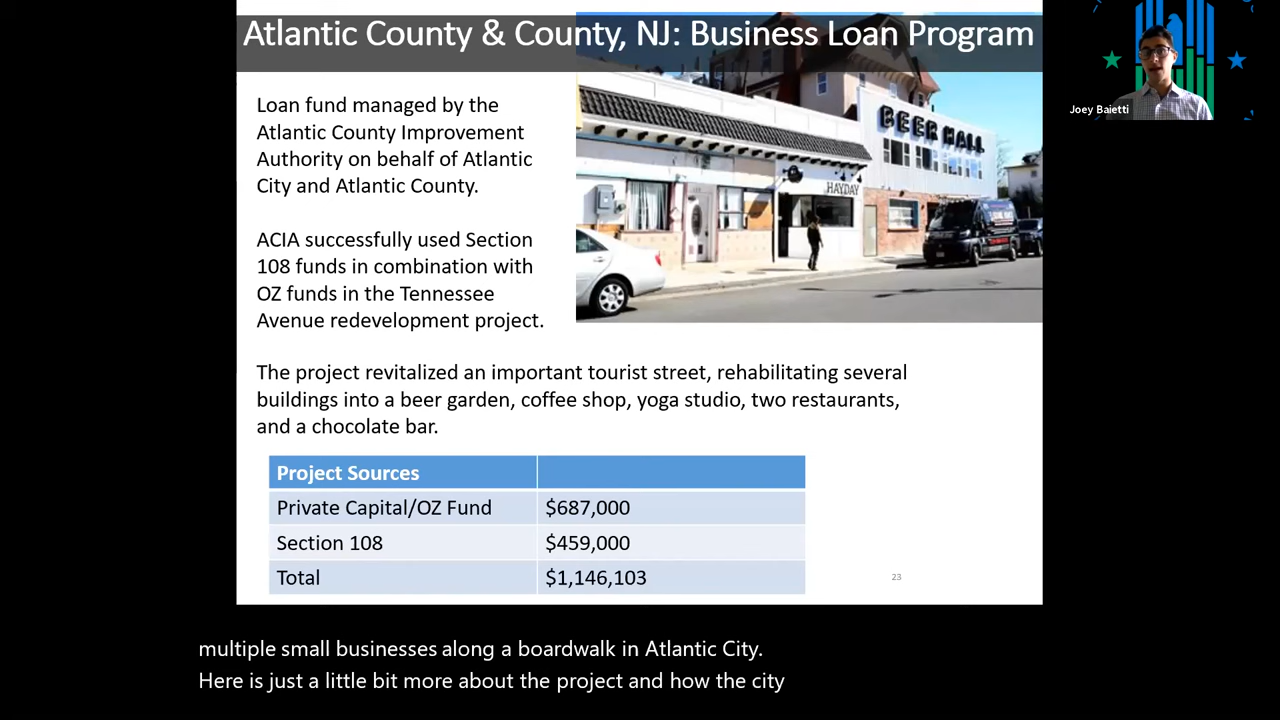 Atlantic County & County, NJ: Business Loan Program
Joey Baietti
Loan fund managed by the
Atlantic County Improvement
Authority on behalf of Atlantic
City and Atlantic County.
BEER HALL
HAYDAY
ACIA successfully used Section
108 funds in combination with
OZ funds in the Tennessee
Avenue redevelopment project.
The project revitalized an important tourist street, rehabilitating several
buildings into a beer garden, coffee shop, yoga studio, two restaurants,
and a chocolate bar.
Project Sources
Private Capital/OZ Fund $687,000
Section 108 $459,000
Total $1,146,103
23
multiple small businesses along a boardwalk in Atlantic City.
Here is just a little bit more about the project and how the city